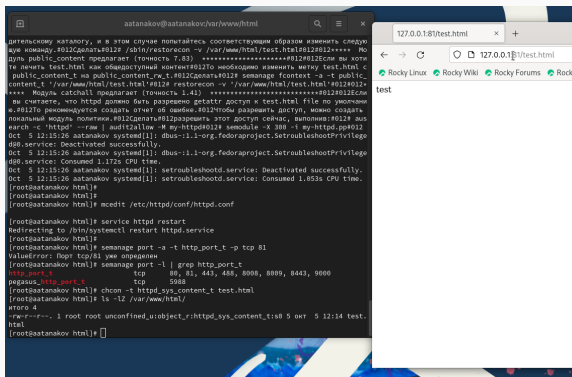 aatanakov@aatanakov:/var/www/html
дительскому каталогу, и в этом случае попытайтесь соответствующим образом изменить следую
щую команду.#012Сделать#012# /sbin/restorecon -v /var/www/html/test.html#012#012***** Мо
дуль public_content предлагает (точность 7.83) ********************#012#012Если вы хоти
те лечить test.html как общедоступный контент#012То необходимо изменить метку test.html с
public_content_t на public_content_rw_t.#012Сделать#012# semanage fcontext -a -t public_
content_t '/var/www/html/test.html'#012# restorecon -v '/var/www/html/test.html'#012#012*
**** Модуль catchall предлагает (точность 1.41) *******************#012#012Если
вы считаете, что httpd должно быть разрешено getattr доступ к test.html file по умолчани
ю.#012То рекомендуется создать отчет об ошибке.#012Чтобы разрешить доступ, можно создать
локальный модуль политики.#012Сделать#012разрешить этот доступ сейчас, выполнив:#012# aus
earch -c 'httpd' --raw | audit2allow -M my-httpd#012# semodule -X 300 -i my-httpd.pp#012
Oct 5 12:15:26 aatanakov systemd[1]: dbus-:1.1-org.fedoraproject.SetroubleshootPrivilege
d@0.service: Deactivated successfully.
Oct 5 12:15:26 aatanakov systemd[1]: dbus-:1.1-org.fedoraproject.SetroubleshootPrivilege
d@0.service: Consumed 1.172s CPU time.
Oct 5 12:15:26 aatanakov systemd[1]: setroubleshootd.service: Deactivated successfully.
Oct 5 12:15:26 aatanakov systemd[1]: setroubleshootd.service: Consumed 1.053s CPU time.
[root@aatanakov html]#
[root@aatanakov html]#
[root@aatanakov html]# mcedit /etc/httpd/conf/httpd.conf
[root@aatanakov html]# service httpd restart
Redirecting to /bin/systemctl restart httpd.service
[root@aatanakov html]# semanage port -a -t http_port_t -p tcp 81
ValueError: Порт tcp/81 уже определен
[root@aatanakov html]# semanage port -l | grep http_port_t
http_port_t tcp 80, 81, 443, 488, 8008, 8009, 8443, 9000
pegasus_http_port_t tcp 5988
[root@aatanakov html]# chcon -t httpd_sys_content_t test.html
[root@aatanakov html]# ls -lZ /var/www/html/
итого 4
-rw-r--r--. 1 root root unconfined_u:object_r:httpd_sys_content_t:s0 5 окт 5 12:14 test.
html
[root@aatanakov html]#
127.0.0.1:81/test.html
127.0.0.1:81/test.html
Rocky Linux Rocky Wiki Rocky Forums Rock
test